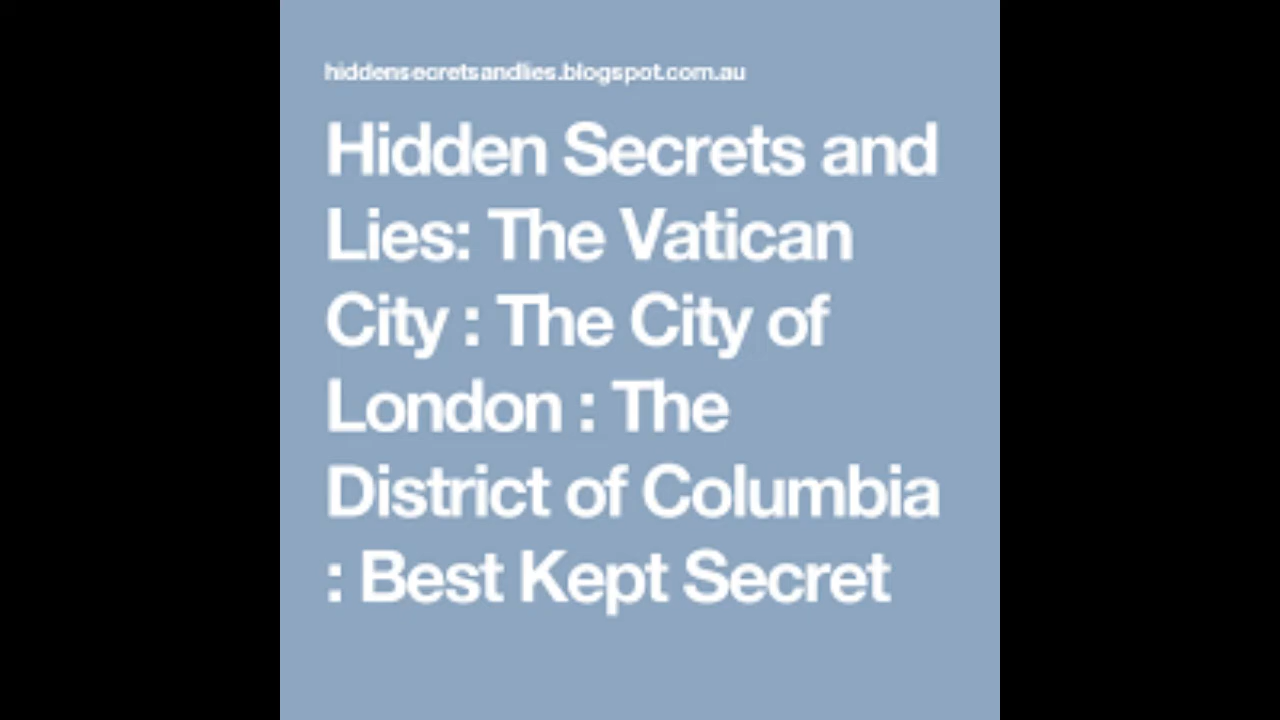 hiddensecretsandlies.blogspot.com.au
Hidden Secrets and
Lies: The Vatican
City : The City of
London : The
District of Columbia
: Best Kept Secret